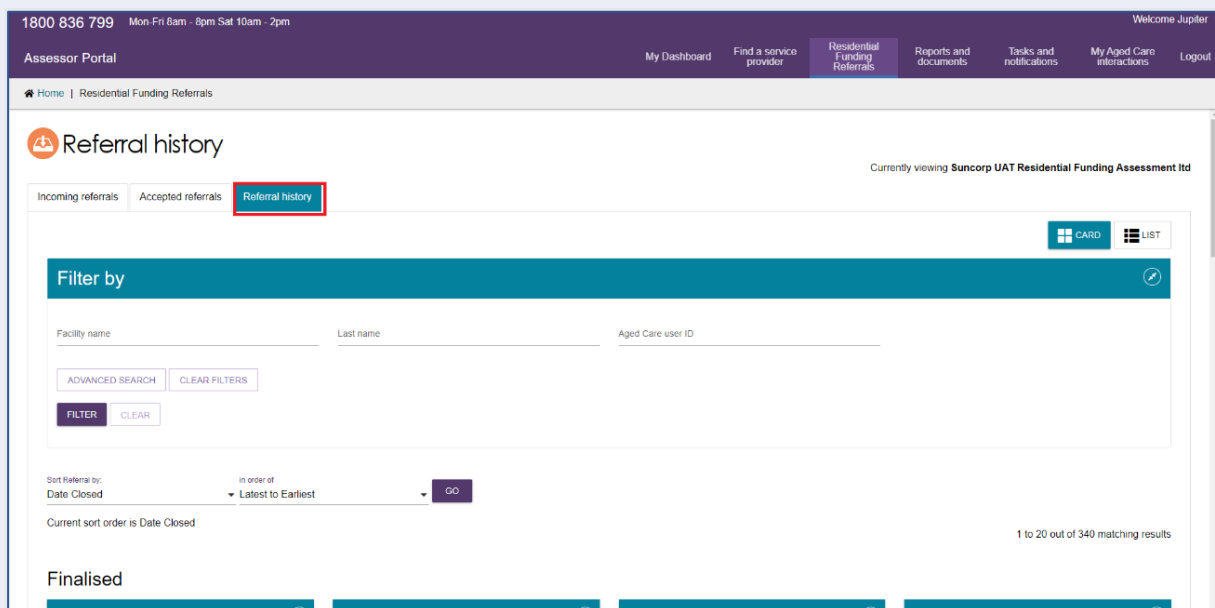 1800 836 799 Mon-Fri 8am - 8pm Sat 10am - 2pm
Welcome Jupiter
Assessor Portal
My Dashboard
Find a service
provider
Residential
Funding
Referrals
Reports and
documents
Tasks and
notifications
My Aged Care
interactions
Logout
Home | Residential Funding Referrals
Referral history
Currently viewing Suncorp UAT Residential Funding Assessment ltd
Incoming referrals
Accepted referrals
Referral history
CARD
LIST
Filter by
Facility name
Last name
Aged Care user ID
ADVANCED SEARCH
CLEAR FILTERS
FILTER
CLEAR
Sort Referral by:
in order of
Date Closed
Latest to Earliest
GO
Current sort order is Date Closed
1 to 20 out of 340 matching results
Finalised